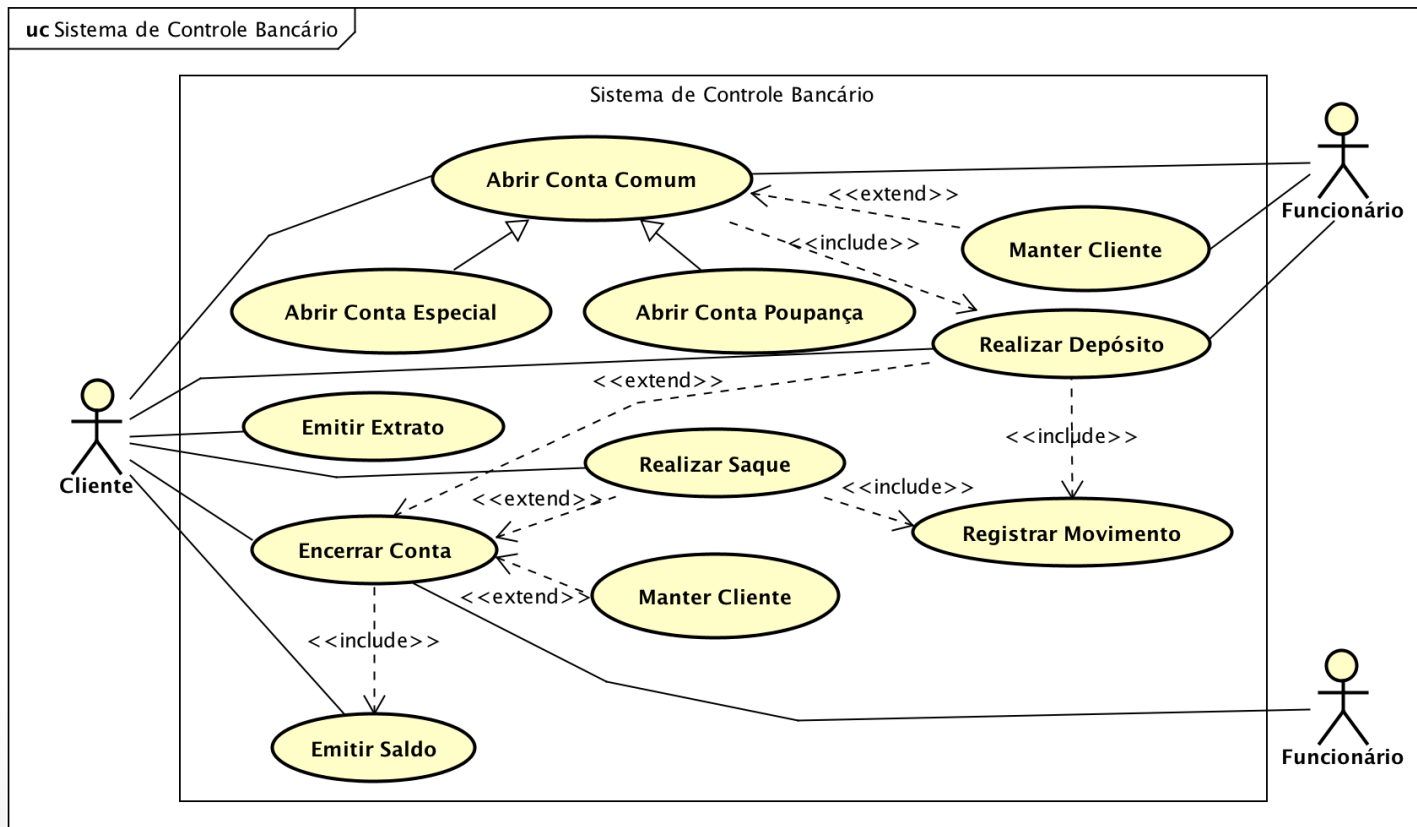 uc Sistema de Controle Bancário
Sistema de Controle Bancário
Abrir Conta Comum
<<extend>>
Funcionário
Manter Cliente
<<include>>
Abrir Conta Especial
Abrir Conta Poupança
Realizar Depósito
<<extend>>
Emitir Extrato
<<include>>
Realizar Saque
Cliente
<<extend>>
<<include>>
Registrar Movimento
Encerrar Conta
Manter Cliente
<<extend>>
<<include>>
Emitir Saldo
Funcionário